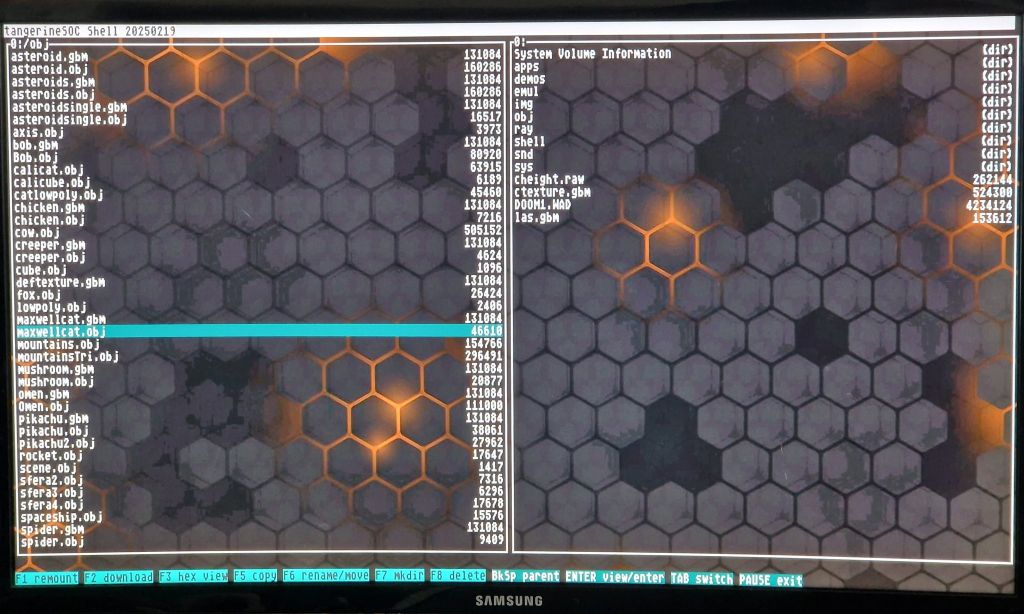 tangerineSOC Shell 20250219
0:/obj
asteroid.gbm 131084
asteroid.obj 160286
asteroids.gbm 131084
asteroids.obj 160286
asteroidsingle.gbm 131084
asteroidsingle.obj 16517
axis.obj 3973
bob.gbm 131084
Bob.obj 80920
calicat.obj 63915
calicube.obj 6189
catlowpoly.obj 45460
chicken.gbm 131084
chicken.obj 7216
cow.obj 505152
creeper.gbm 131084
creeper.obj 4624
cube.obj 1096
deftexture.gbm 131084
fox.obj 26424
lowpoly.obj 2406
maxwellcat.gbm 131084
maxwellcat.obj 46610
mountains.obj 154766
mountainsTri.obj 296491
mushroom.gbm 131084
mushroom.obj 20877
omen.gbm 131084
Omen.obj 111000
pikachu.gbm 131084
pikachu.obj 38061
pikachu2.obj 27962
rocket.obj 17647
scene.obj 1417
sfera2.obj 7316
sfera3.obj 6296
sfera4.obj 17678
spaceship.obj 15576
spider.gbm 131084
spider.obj 9409
0:
System Volume Information (dir)
apps (dir)
demos (dir)
emul (dir)
img (dir)
obj (dir)
ray (dir)
shell (dir)
snd (dir)
sys (dir)
cheight.raw 262144
ctexture.gbm 524300
DOOM1.WAD 4234124
las.gbm 153612
F1 remount F2 download F3 hex view F5 copy F6 rename/move F7 mkdir F8 delete BkSp parent ENTER view/enter TAB switch PAUSE exit
SAMSUNG